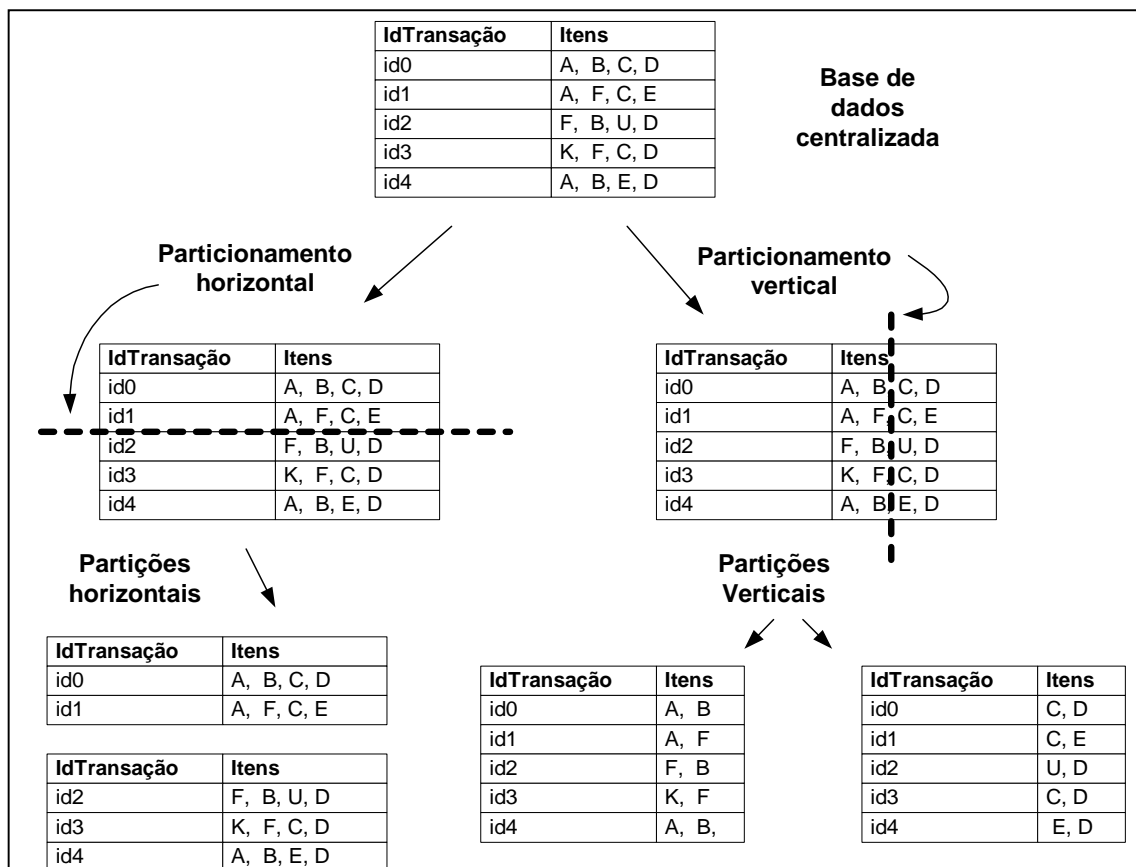 IdTransação Itens
id0 A, B, C, D
id1 A, F, C, E
id2 F, B, U, D
id3 K, F, C, D
id4 A, B, E, D
Base de
dados
centralizada
Particionamento
horizontal
Particionamento
vertical
IdTransação Itens
id0 A, B, C, D
id1 A, F, C, E
id2 F, B, U, D
id3 K, F, C, D
id4 A, B, E, D
IdTransação Itens
id0 A, B, C, D
id1 A, F, C, E
id2 F, B, U, D
id3 K, F, C, D
id4 A, B, E, D
Partições
horizontais
Partições
Verticais
IdTransação Itens
id0 A, B, C, D
id1 A, F, C, E
IdTransação Itens
id2 F, B, U, D
id3 K, F, C, D
id4 A, B, E, D
IdTransação Itens
id0 A, B
id1 A, F
id2 F, B
id3 K, F
id4 A, B,
IdTransação Itens
id0 C, D
id1 C, E
id2 U, D
id3 C, D
id4 E, D